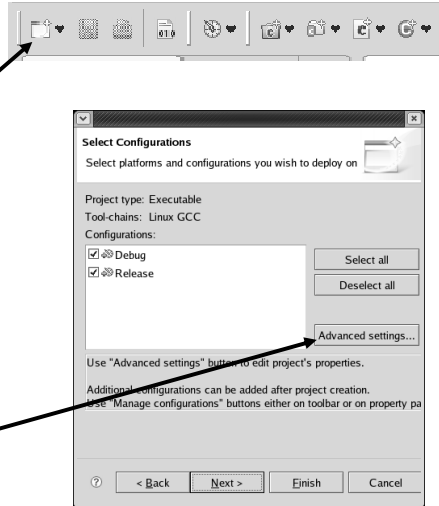 010
Select Configurations
Select platforms and configurations you wish to deploy on
Project type: Executable
Tool-chains: Linux GCC
Configurations:
Debug
Release
Select all
Deselect all
Advanced settings...
Use "Advanced settings" button to edit project's properties.
Additional configurations can be added after project creation.
Use "Manage configurations" buttons either on toolbar or on property pa
? < Back Next > Finish Cancel